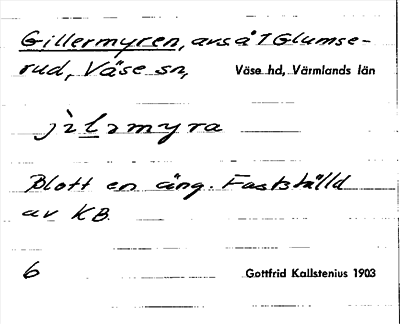 Gillermyren, avs å 1 Glumse-
rud, Väse sn, Väse hd, Värmlands län
jìlәmyra
Blott en äng. Fastställd
av KB.
6 Gottfrid Kallstenius 1903